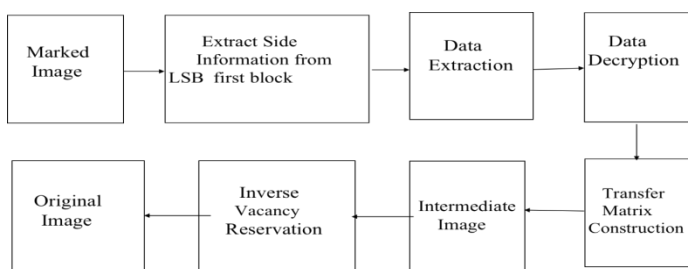 Marked
Image
Extract Side
Information from
LSB first block
Data
Extraction
Data
Decryption
Transfer
Matrix
Construction
Intermediate
Image
Inverse
Vacancy
Reservation
Original
Image